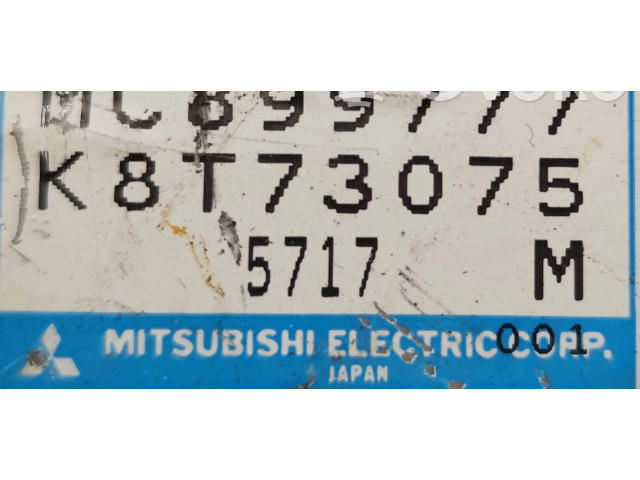 K8T73075
5717 M
MITSUBISHI ELECTRIC CORP.
001
JAPAN